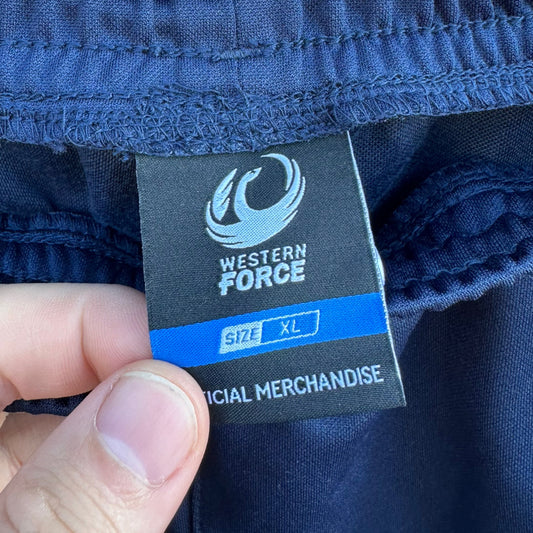 WESTERN
FORCE
SIZE XL
ICIAL MERCHANDISE